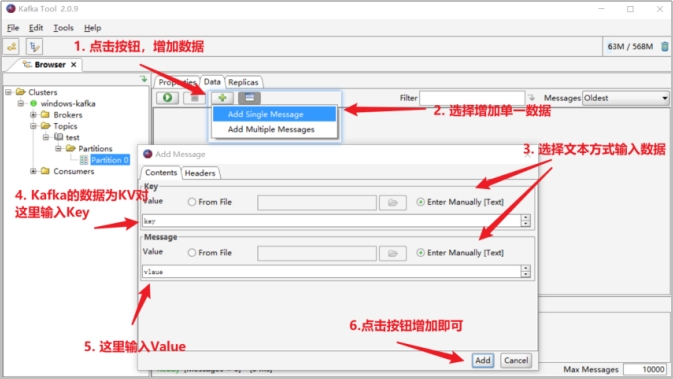 Kafka Tool 2.0.9
File Edit Tools Help
1. 点击按钮，增加数据
63M / 568M
Browser
Clusters
windows-kafka
Brokers
Topics
test
Partitions
Partition 0
Consumers
Properties Data Replicas
Filter
Messages Oldest
Add Single Message
Add Multiple Messages
2. 选择增加单一数据
3. 选择文本方式输入数据
4. Kafka的数据为KV对
这里输入Key
Add Message
Contents Headers
Key
Value From File Enter Manually [Text]
key
Message
Value From File Enter Manually [Text]
vlaue
5. 这里输入Value
6.点击按钮增加即可
Add Cancel
Max Messages 10000